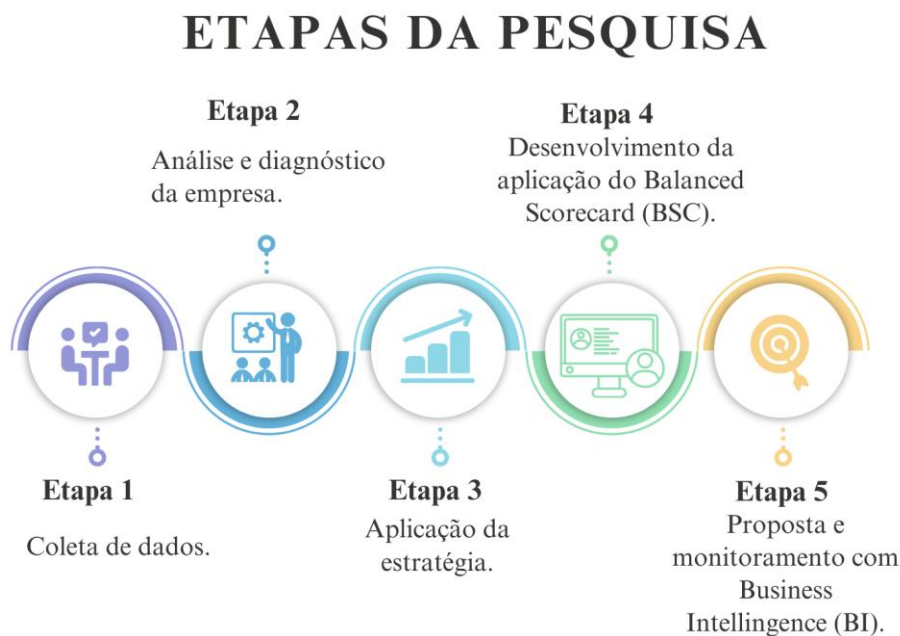 ETAPAS DA PESQUISA
Etapa 1
Coleta de dados.
Etapa 2
Análise e diagnóstico
da empresa.
Etapa 3
Aplicação da
estratégia.
Etapa 4
Desenvolvimento da
aplicação do Balanced
Scorecard (BSC).
Etapa 5
Proposta e
monitoramento com
Business
Intellingence (BI).